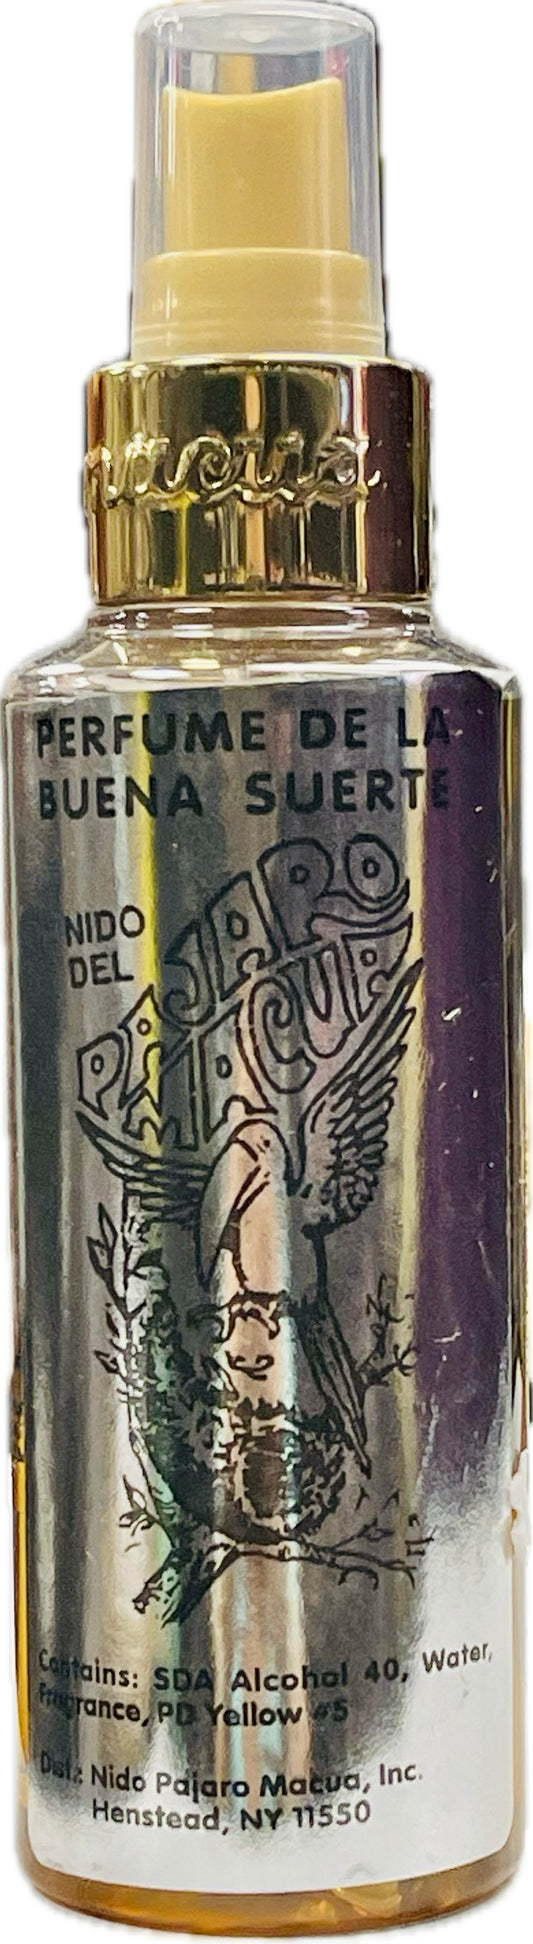 macua
PERFUME DE LA
BUENA SUERTE
NIDO
DEL
PAJARO
MACUA
Contains: SDA Alcohol 40, Water,
Fragrance, PD Yellow #5
Dist.: Nido Pajaro Macua, Inc.
Henstead, NY 11550